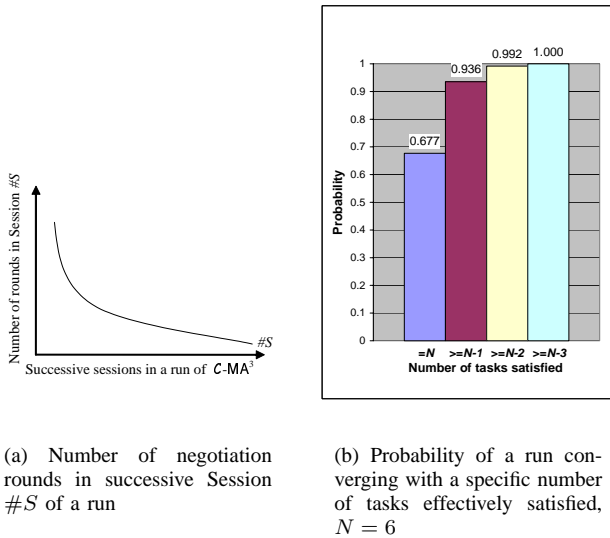 Number of rounds in Session #S
#S
Successive sessions in a run of C-MA³
1.000
0.992
0.936
0.677
1
0.9
0.8
0.7
0.6
0.5
0.4
0.3
0.2
0.1
0
Probability
=N >=N-1 >=N-2 >=N-3
Number of tasks satisfied
(a) Number of negotiation
rounds in successive Session
#S of a run
(b) Probability of a run con-
verging with a specific number
of tasks effectively satisfied,
N = 6